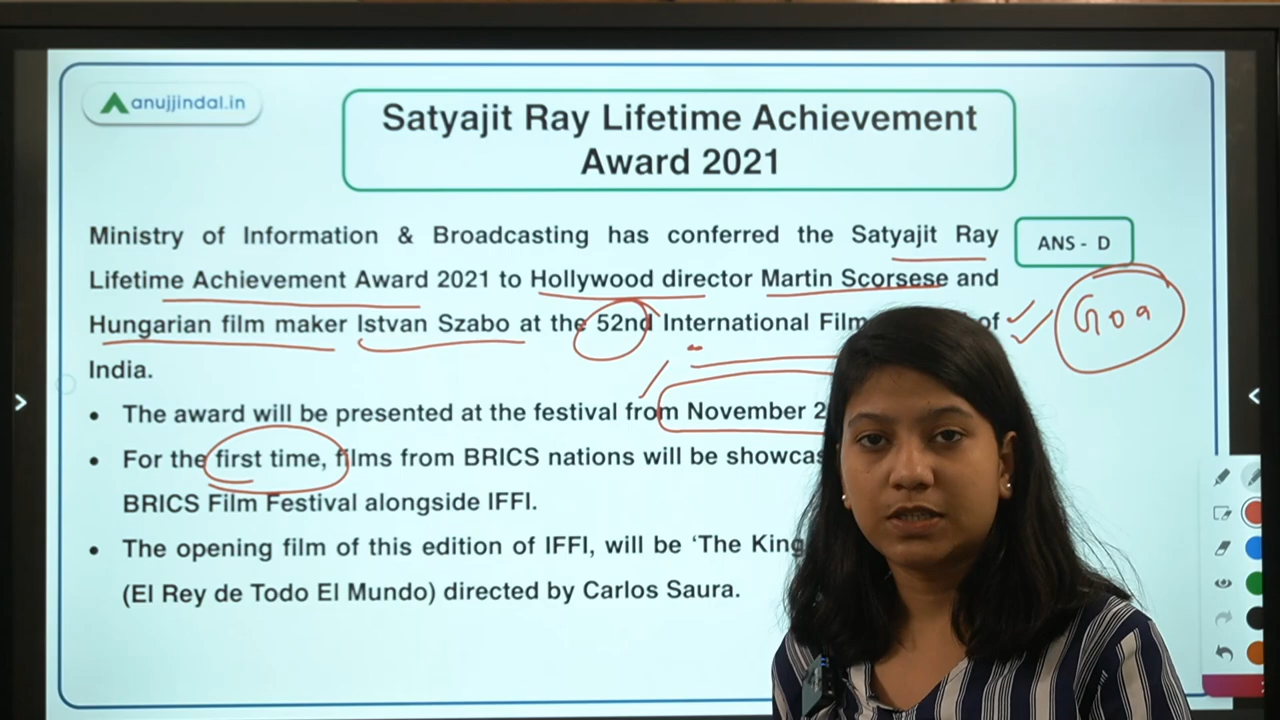 anujjindal.in
Satyajit Ray Lifetime Achievement
Award 2021
Ministry of Information & Broadcasting has conferred the Satyajit Ray
ANS - D
Lifetime Achievement Award 2021 to Hollywood director Martin Scorsese and
Hungarian film maker Istvan Szabo at the 52nd International Film of
Goa
India.
• The award will be presented at the festival from November 2
• For the first time, films from BRICS nations will be
BRICS Film Festival alongside IFFI.
• The opening film of this edition of IFFI, will be ‘The King
(El Rey de Todo El Mundo) directed by Carlos Saura.